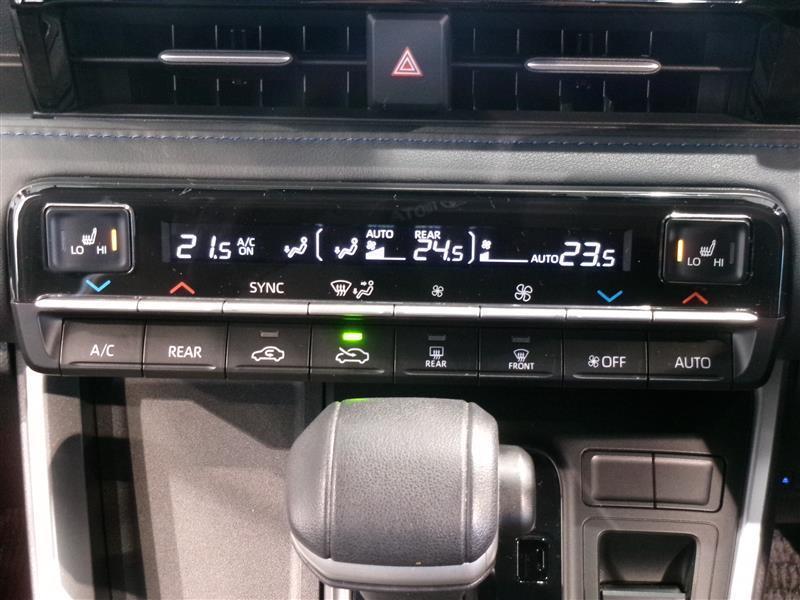 LO HI
21.5 A/C ON
AUTO
REAR
24.5
AUTO 23.5
LO HI
SYNC
A/C
REAR
REAR
FRONT
OFF
AUTO